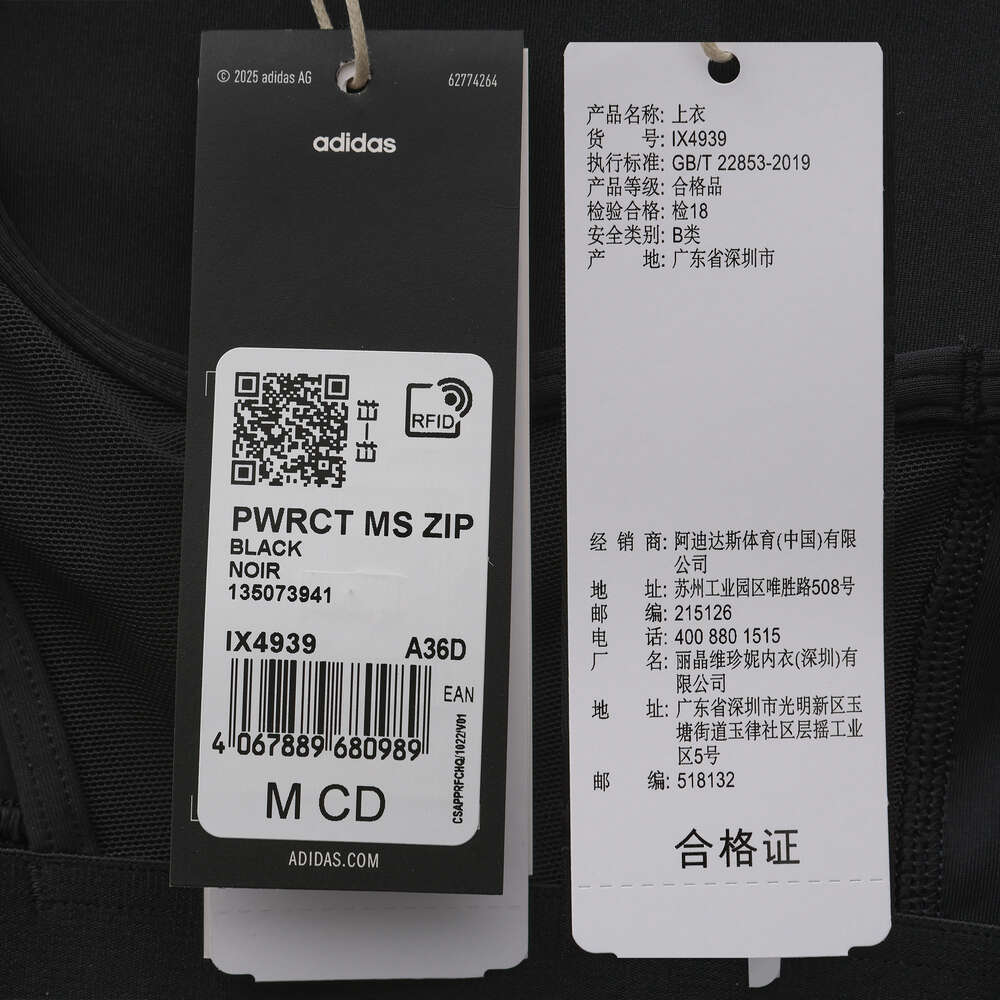 © 2025 adidas AG
62774264
adidas
扫一扫
RFID
PWRCT MS ZIP
BLACK
NOIR
135073941
IX4939
A36D
EAN
4 067889 680989
CSAPPRFCHQ/1022/V01
M CD
ADIDAS.COM
产品名称: 上衣
货 号: IX4939
执行标准: GB/T 22853-2019
产品等级: 合格品
检验合格: 检18
安全类别: B类
产 地: 广东省深圳市
经 销 商: 阿迪达斯体育(中国)有限
公司
地 址: 苏州工业园区唯胜路508号
邮 编: 215126
电 话: 400 880 1515
厂 名: 丽晶维珍妮内衣(深圳)有
限公司
地 址: 广东省深圳市光明新区玉
塘街道玉律社区层摇工业
区5号
邮 编: 518132
合格证